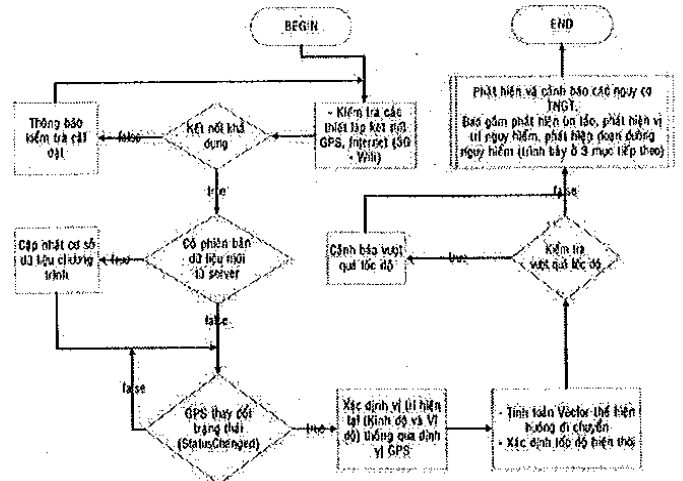 BEGIN
END
Thông báo
kiểm tra cài
đặt
false
Kết nối khả
dụng
- Kiểm tra các
thiết lập kết nối
GPS, Internet (3G
- Wifi)
Phát hiện và cảnh báo các nguy cơ
TNGT.
Bao gồm phát hiện ùn tắc, phát hiện vị
trí nguy hiểm, phát hiện đoạn đường
nguy hiểm (trình bày ở 3 mục tiếp theo)
true
false
Cập nhật cơ sở
dữ liệu chương
trình
true
Có phiên bản
dữ liệu mới
từ server
Cảnh báo vượt
quá tốc độ
true
Kiểm tra
vượt quá tốc độ
false
false
GPS thay đổi
trạng thái
(StatusChanged)
true
Xác định vị trí hiện
tại (Kinh độ và Vĩ
độ) thông qua định
vị GPS
- Tính toán Vector thể hiện
hướng di chuyển
- Xác định tốc độ hiện thời